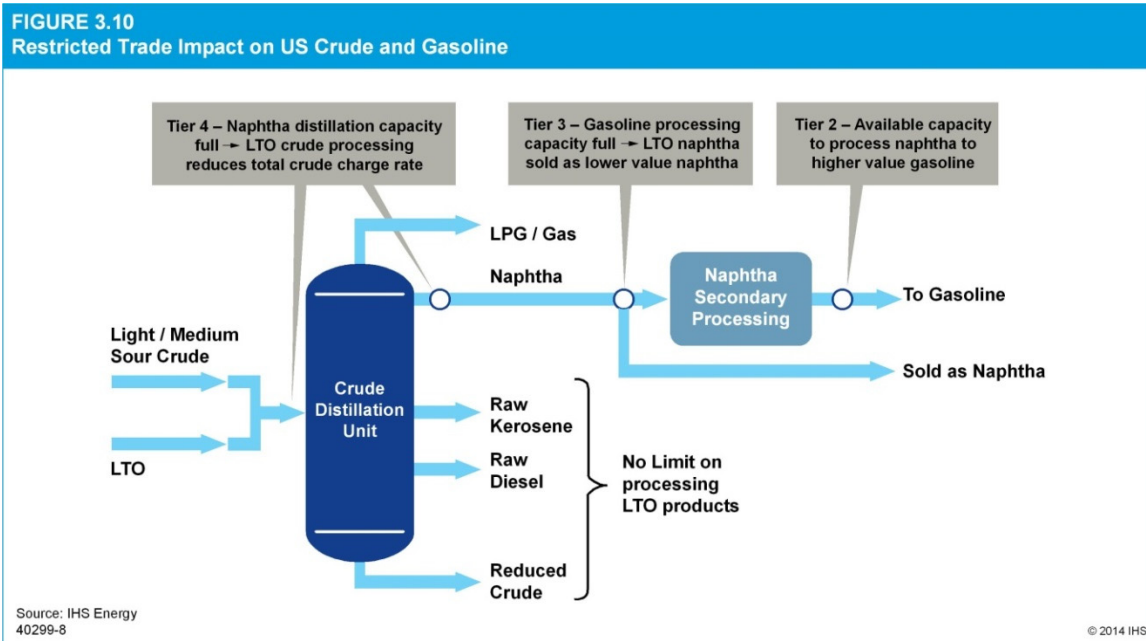 FIGURE 3.10
Restricted Trade Impact on US Crude and Gasoline
Tier 4 – Naphtha distillation capacity
full → LTO crude processing
reduces total crude charge rate
Tier 3 – Gasoline processing
capacity full → LTO naphtha
sold as lower value naphtha
Tier 2 – Available capacity
to process naphtha to
higher value gasoline
LPG / Gas
Naphtha
Naphtha
Secondary
Processing
To Gasoline
Sold as Naphtha
Light / Medium
Sour Crude
LTO
Crude
Distillation
Unit
Raw
Kerosene
Raw
Diesel
Reduced
Crude
No Limit on
processing
LTO products
Source: IHS Energy
40299-8
© 2014 IHS